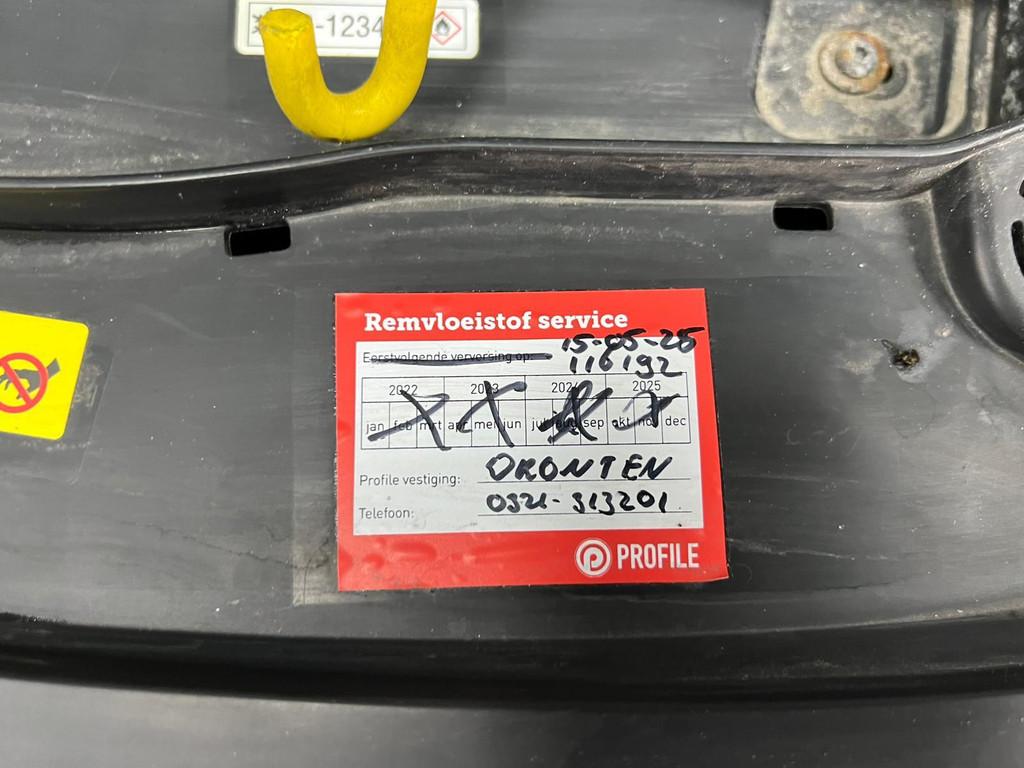 -1234
Remvloeistof service
Eerstvolgende verversing op: 15-05-25
116192
2022 2023 2024 2025
jan feb mrt apr mei jun jul aug sep okt nov dec
Profile vestiging: DRONTEN
Telefoon: 0321-313201
PROFILE